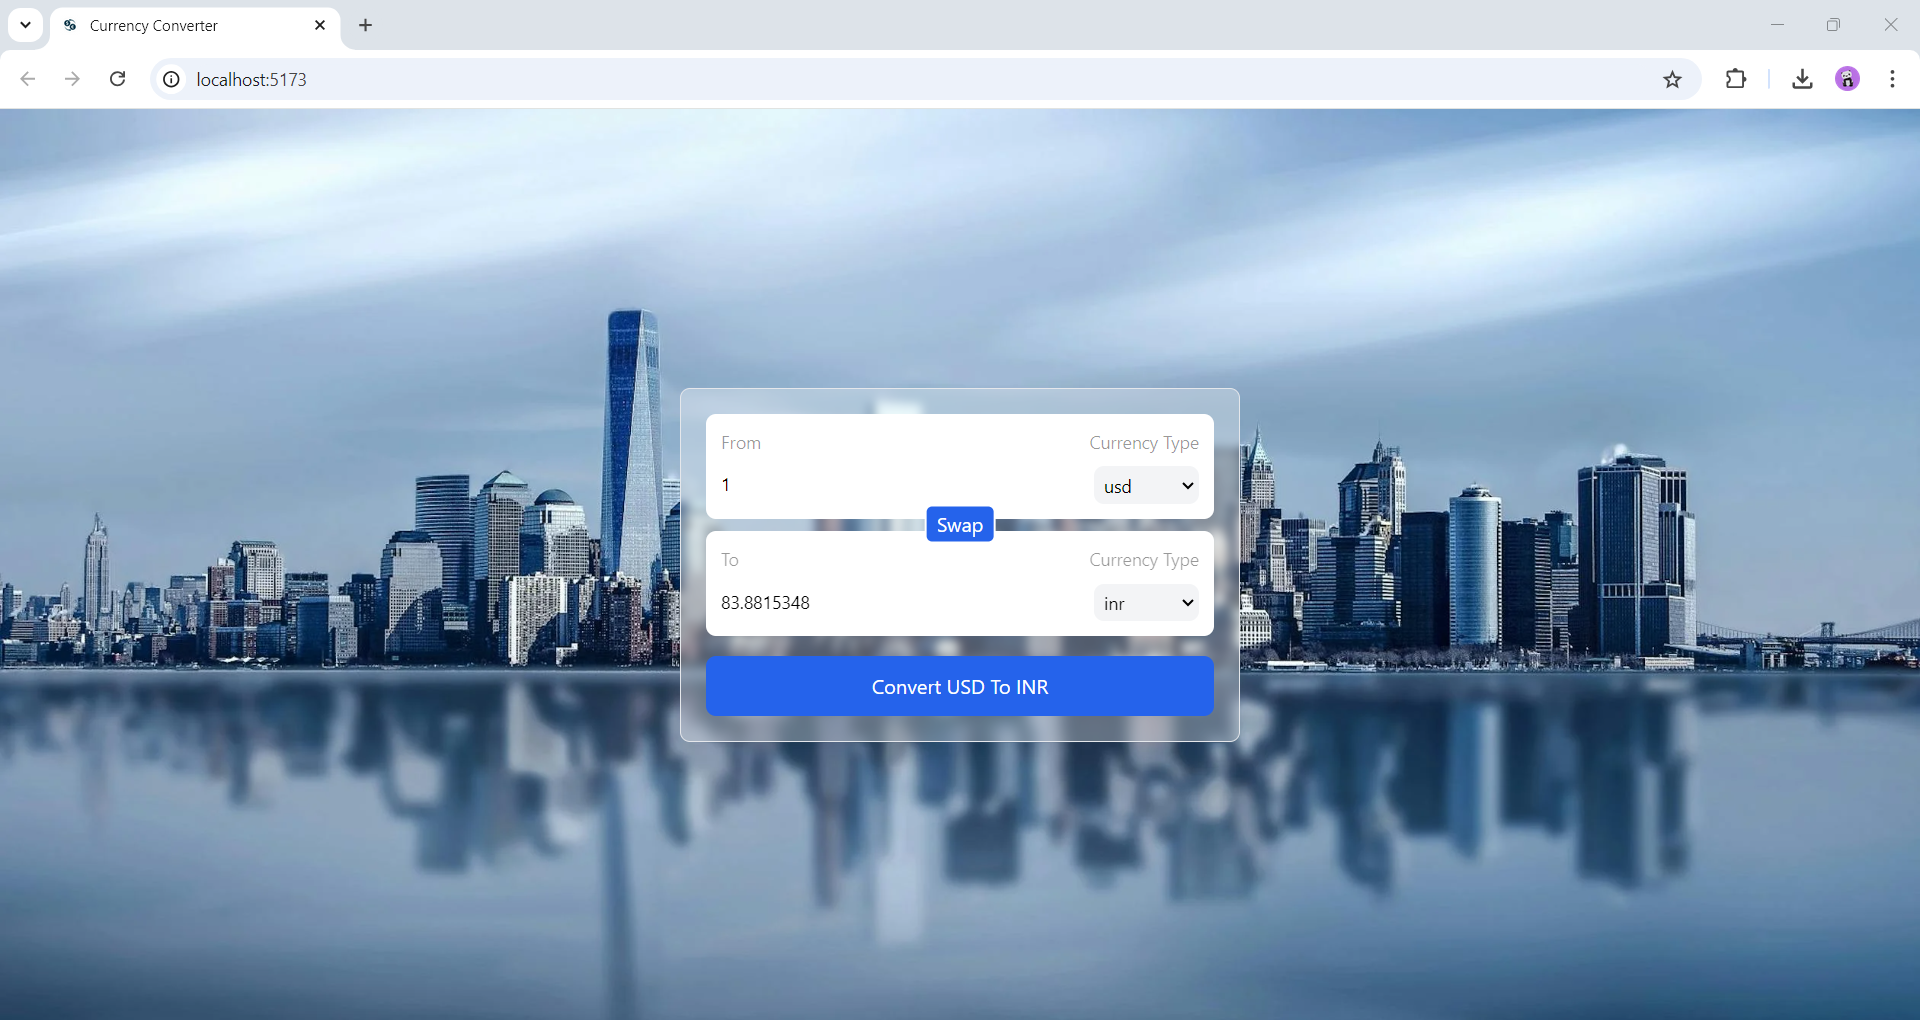 Currency Converter
localhost:5173
From
Currency Type
1
usd
Swap
To
Currency Type
83.8815348
inr
Convert USD To INR